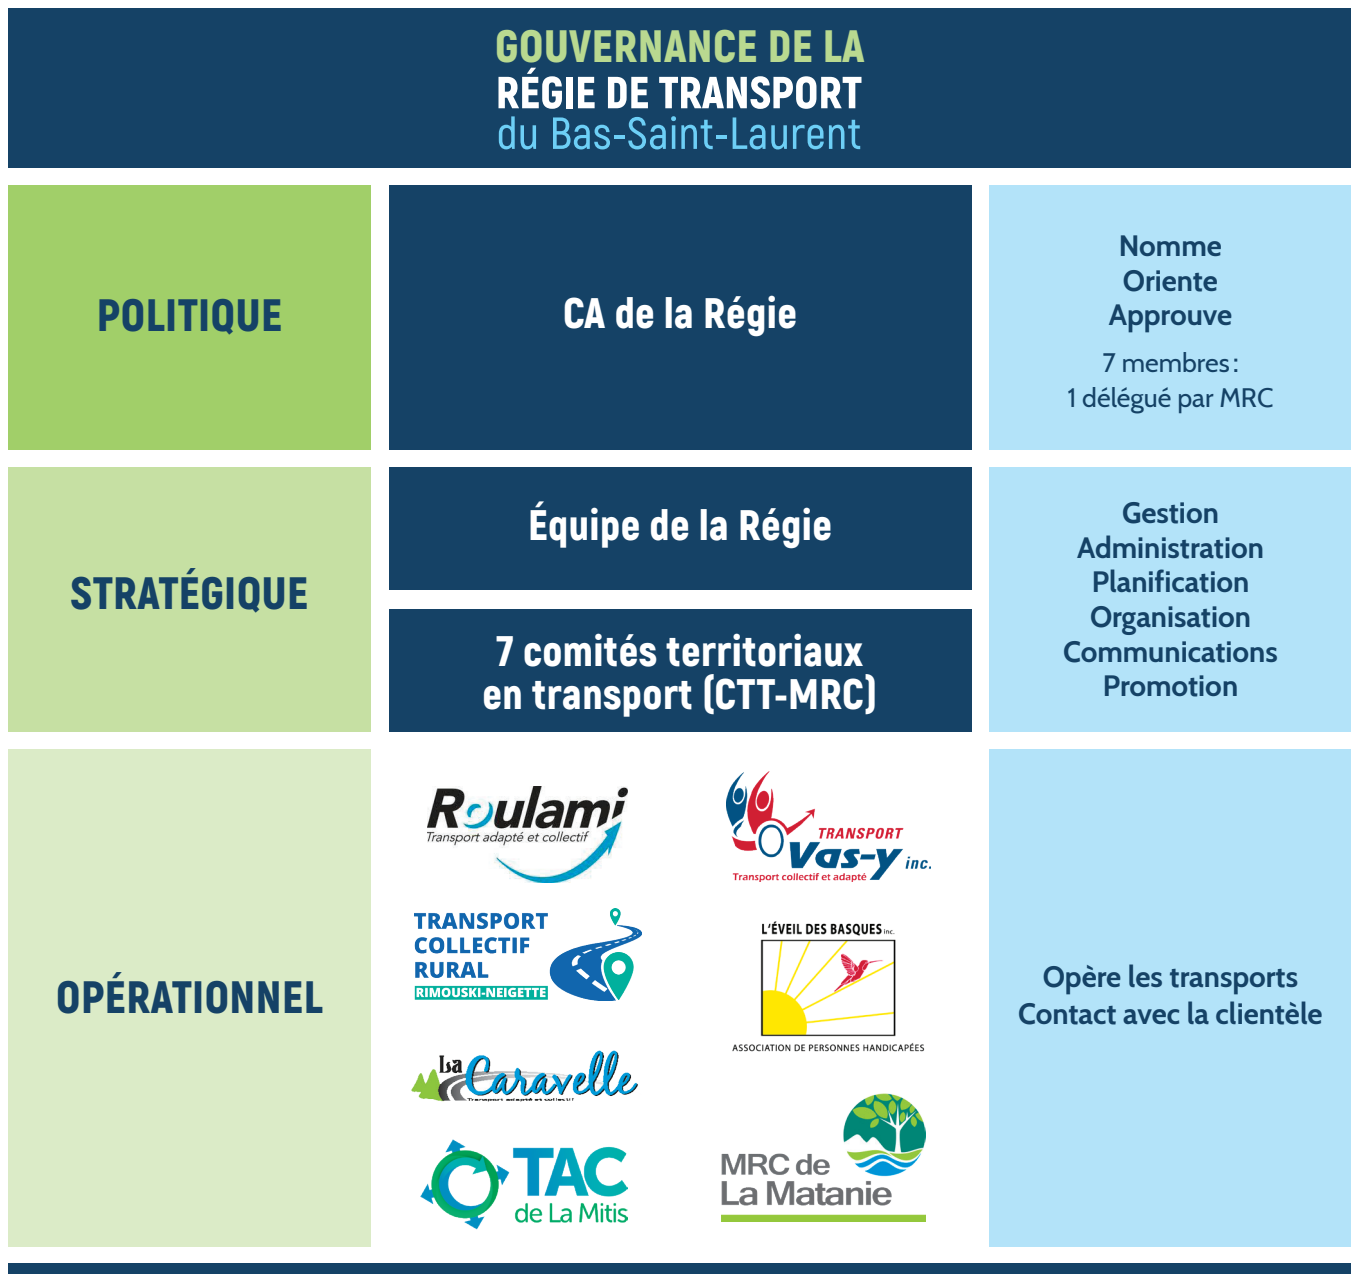 GOUVERNANCE DE LA
RÉGIE DE TRANSPORT
du Bas-Saint-Laurent
POLITIQUE
CA de la Régie
Nomme
Oriente
Approuve
7 membres :
1 délégué par MRC
STRATÉGIQUE
Équipe de la Régie
7 comités territoriaux
en transport (CTT-MRC)
Gestion
Administration
Planification
Organisation
Communications
Promotion
OPÉRATIONNEL
Roulami
Transport adapté et collectif
TRANSPORT
Vas-y inc.
Transport collectif et adapté
TRANSPORT
COLLECTIF
RURAL
RIMOUSKI-NEIGETTE
L'ÉVEIL DES BASQUES inc.
ASSOCIATION DE PERSONNES HANDICAPÉES
La Caravelle
Transport adapté et collectif
TAC
de La Mitis
MRC de
La Matanie
Opère les transports
Contact avec la clientèle